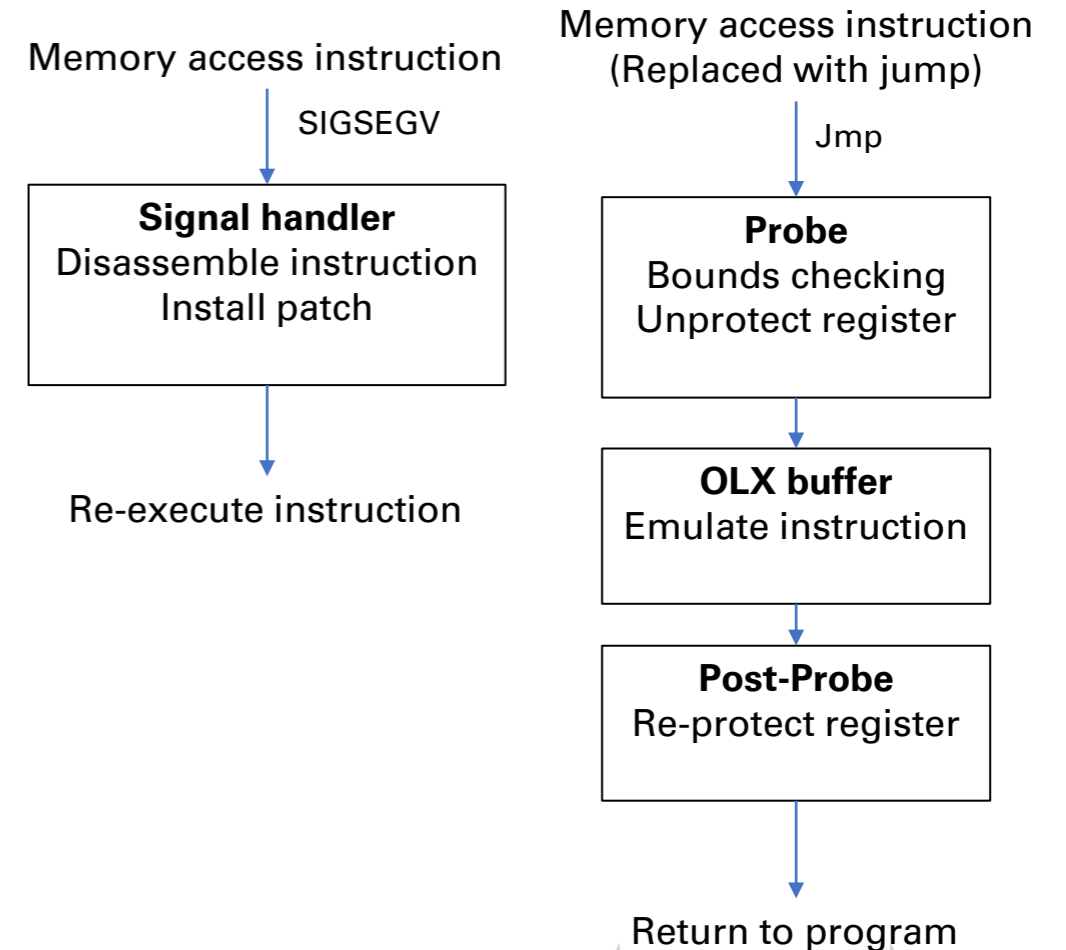 Memory access instruction
SIGSEGV
Signal handler
Disassemble instruction
Install patch
Re-execute instruction
Memory access instruction
(Replaced with jump)
Jmp
Probe
Bounds checking
Unprotect register
OLX buffer
Emulate instruction
Post-Probe
Re-protect register
Return to program